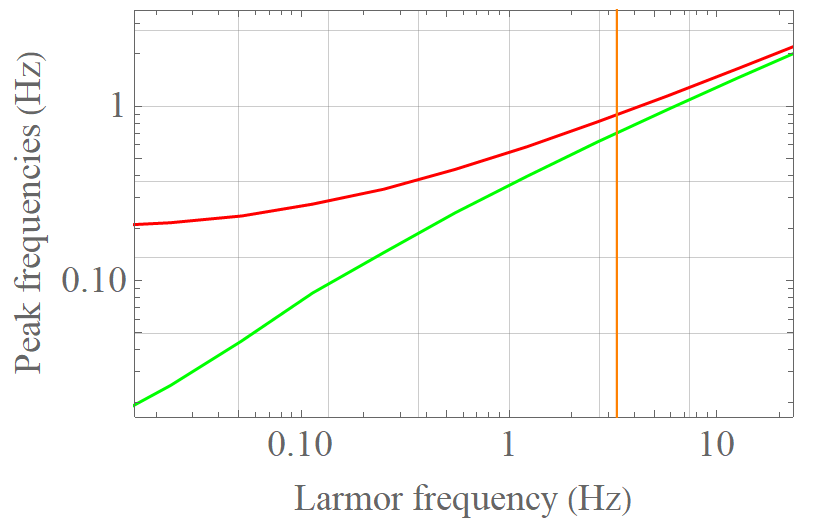 Peak frequencies (Hz)
1
0.10
0.10 1 10
Larmor frequency (Hz)